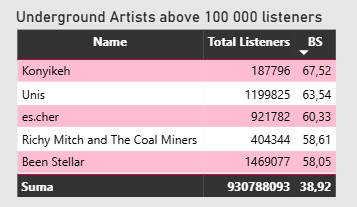 Underground Artists above 100 000 listeners
Name Total Listeners BS
Konyikeh 187796 67,52
Unis 1199825 63,54
es.cher 921782 60,33
Richy Mitch and The Coal Miners 404344 58,61
Been Stellar 1469077 58,05
Suma 930788093 38,92